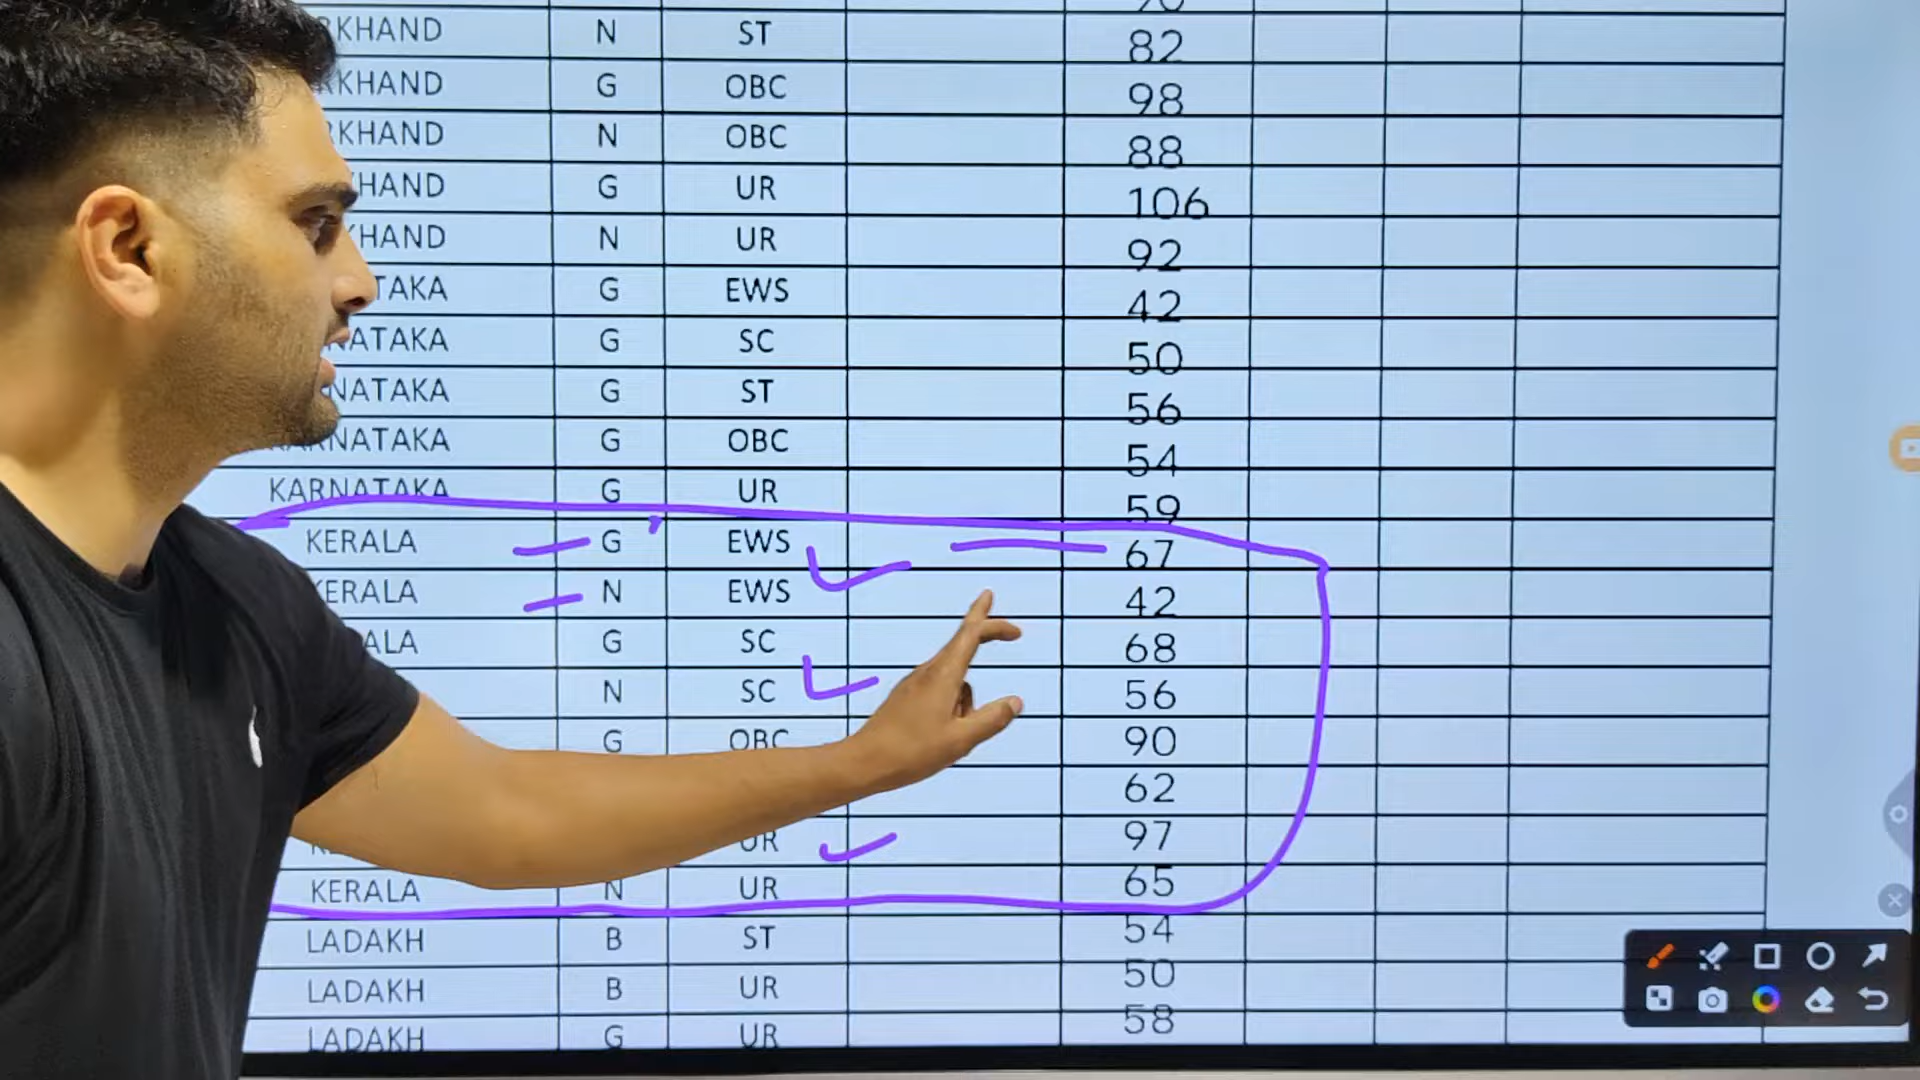 RKHAND N ST 82
RKHAND G OBC 98
RKHAND N OBC 88
KHAND G UR 106
KHAND N UR 92
TAKA G EWS 42
NATAKA G SC 50
NATAKA G ST 56
ARNATAKA G OBC 54
KARNATAKA G UR 59
KERALA G EWS 67
KERALA N EWS 42
ALA G SC 68
N SC 56
G OBC 90
62
UR 97
KERALA N UR 65
LADAKH B ST 54
LADAKH B UR 50
LADAKH G UR 58